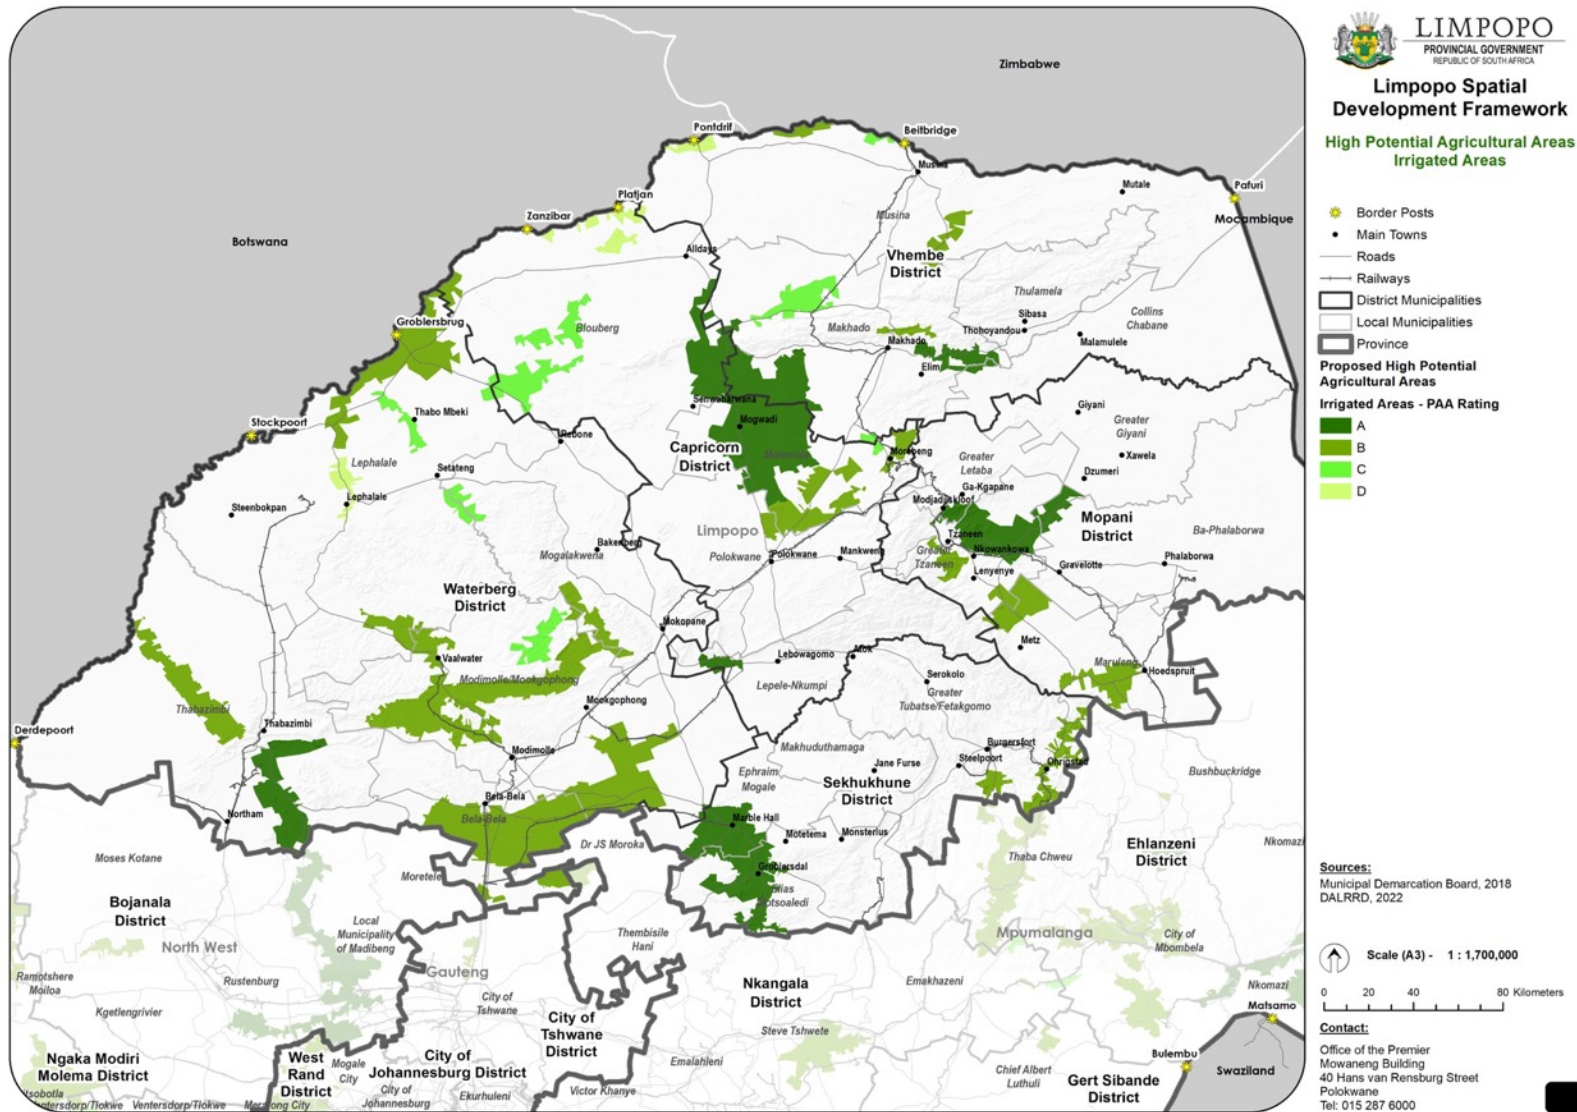 LIMPOPO
PROVINCIAL GOVERNMENT
REPUBLIC OF SOUTH AFRICA
Limpopo Spatial
Development Framework
High Potential Agricultural Areas
Irrigated Areas
Border Posts
Main Towns
Roads
Railways
District Municipalities
Local Municipalities
Province
Proposed High Potential
Agricultural Areas
Irrigated Areas - PAA Rating
A
B
C
D
Sources:
Municipal Demarcation Board, 2018
DALRRD, 2022
Scale (A3) - 1 : 1,700,000
0 20 40 80 Kilometers
Contact:
Office of the Premier
Mowaneng Building
40 Hans van Rensburg Street
Polokwane
Tel: 015 287 6000
Zimbabwe
Pontdrif
Beitbridge
Musina
Mutale
Pafuri
Mocambique
Platjan
Zanzibar
Musina
Botswana
Alldays
Vhembe
District
Thulamela
Collins
Chabane
Sibasa
Thohoyandou
Malamulele
Groblersbrug
Blouberg
Makhado
Makhado
Elim
Senwabarwana
Mogwadi
Giyani
Greater
Giyani
Thabo Mbeki
Stockpoort
Rebone
Capricorn
District
Morebeng
Xawela
Greater
Letaba
Dzumeri
Lephalale
Setateng
Ga-Kgapane
Modjadjiskloof
Lephalale
Steenbokpan
Mopani
District
Ba-Phalaborwa
Limpopo
Bakenberg
Mogalakwena
Polokwane
Polokwane
Mankweng
Tzaneen
Greater
Tzaneen
Nkowankowa
Lenyenye
Gravelotte
Phalaborwa
Waterberg
District
Mokopane
Metz
Vaalwater
Lebowagomo
Maruleng
Hoedspruit
Modimolle/Mookgophong
Lepele-Nkumpi
Serokolo
Greater
Tubatse/Fetakgomo
Mookgophong
Thabazimbi
Thabazimbi
Derdepoort
Modimolle
Makhuduthamaga
Burgersfort
Steelpoort
Ohrigstad
Jane Furse
Ephraim
Mogale
Sekhukhune
District
Bushbuckridge
Bela-Bela
Bela-Bela
Northam
Marble Hall
Motetema
Monsterius
Moses Kotane
Dr JS Moroka
Moretele
Groblersdal
Thaba Chweu
Ehlanzeni
District
Nkomazi
Bojanala
District
Local
Municipality
of Madibeng
North West
Thembisile
Hani
Mpumalanga
City of
Mbombela
Ramotshere
Moiloa
Rustenburg
Gauteng
Emakhazeni
Nkangala
District
Kgetlengrivier
City of
Tshwane
City of
Tshwane
District
Steve Tshwete
Nkomazi
Matsamo
Ngaka Modiri
Molema District
West
Rand
District
Mogale
City
City of
Johannesburg District
City of
Johannesburg
Ekurhuleni
Emalahleni
Victor Khanye
Chief Albert
Luthuli
Gert Sibande
District
Bulembu
Swaziland
Ventersdorp/Tlokwe